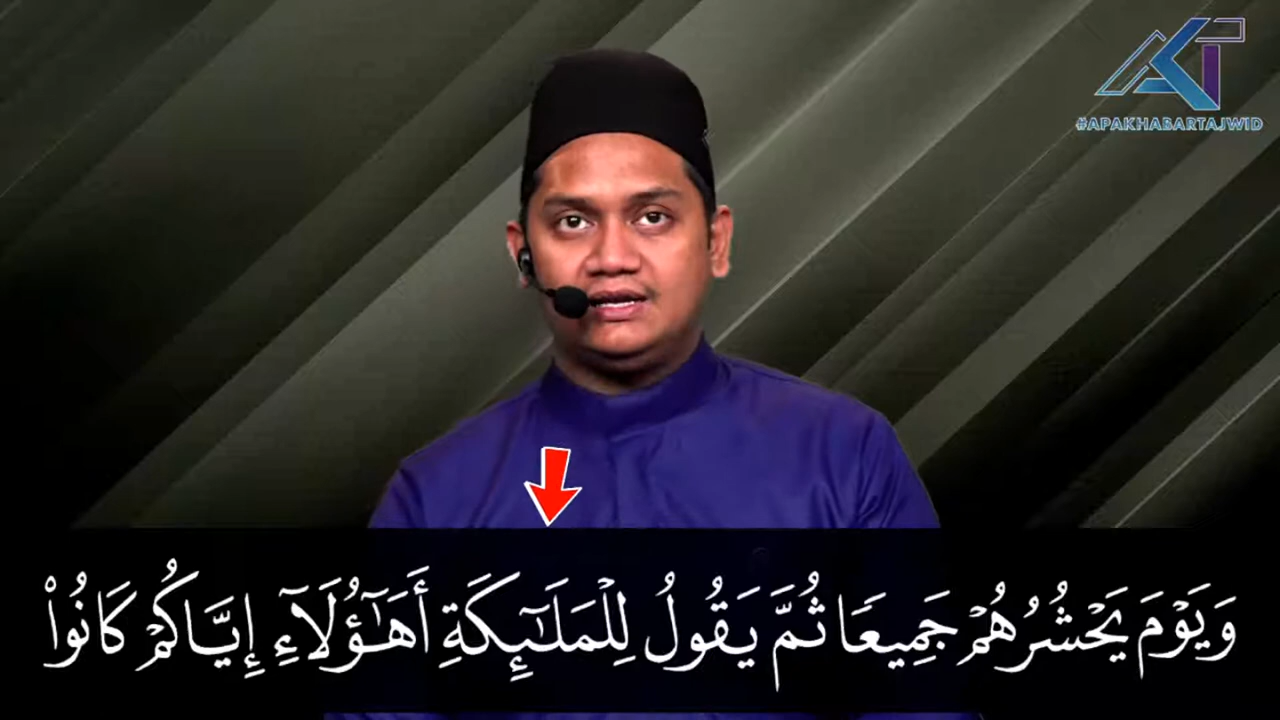 #APAKHABARTAJWID
وَيَوْمَ يَحْشُرُهُمْ جَمِيعًا ثُمَّ يَقُولُ لِلْمَلَـٰٓئِكَةِ أَهَـٰٓؤُلَآءِ إِيَّاكُمْ كَانُوا۟